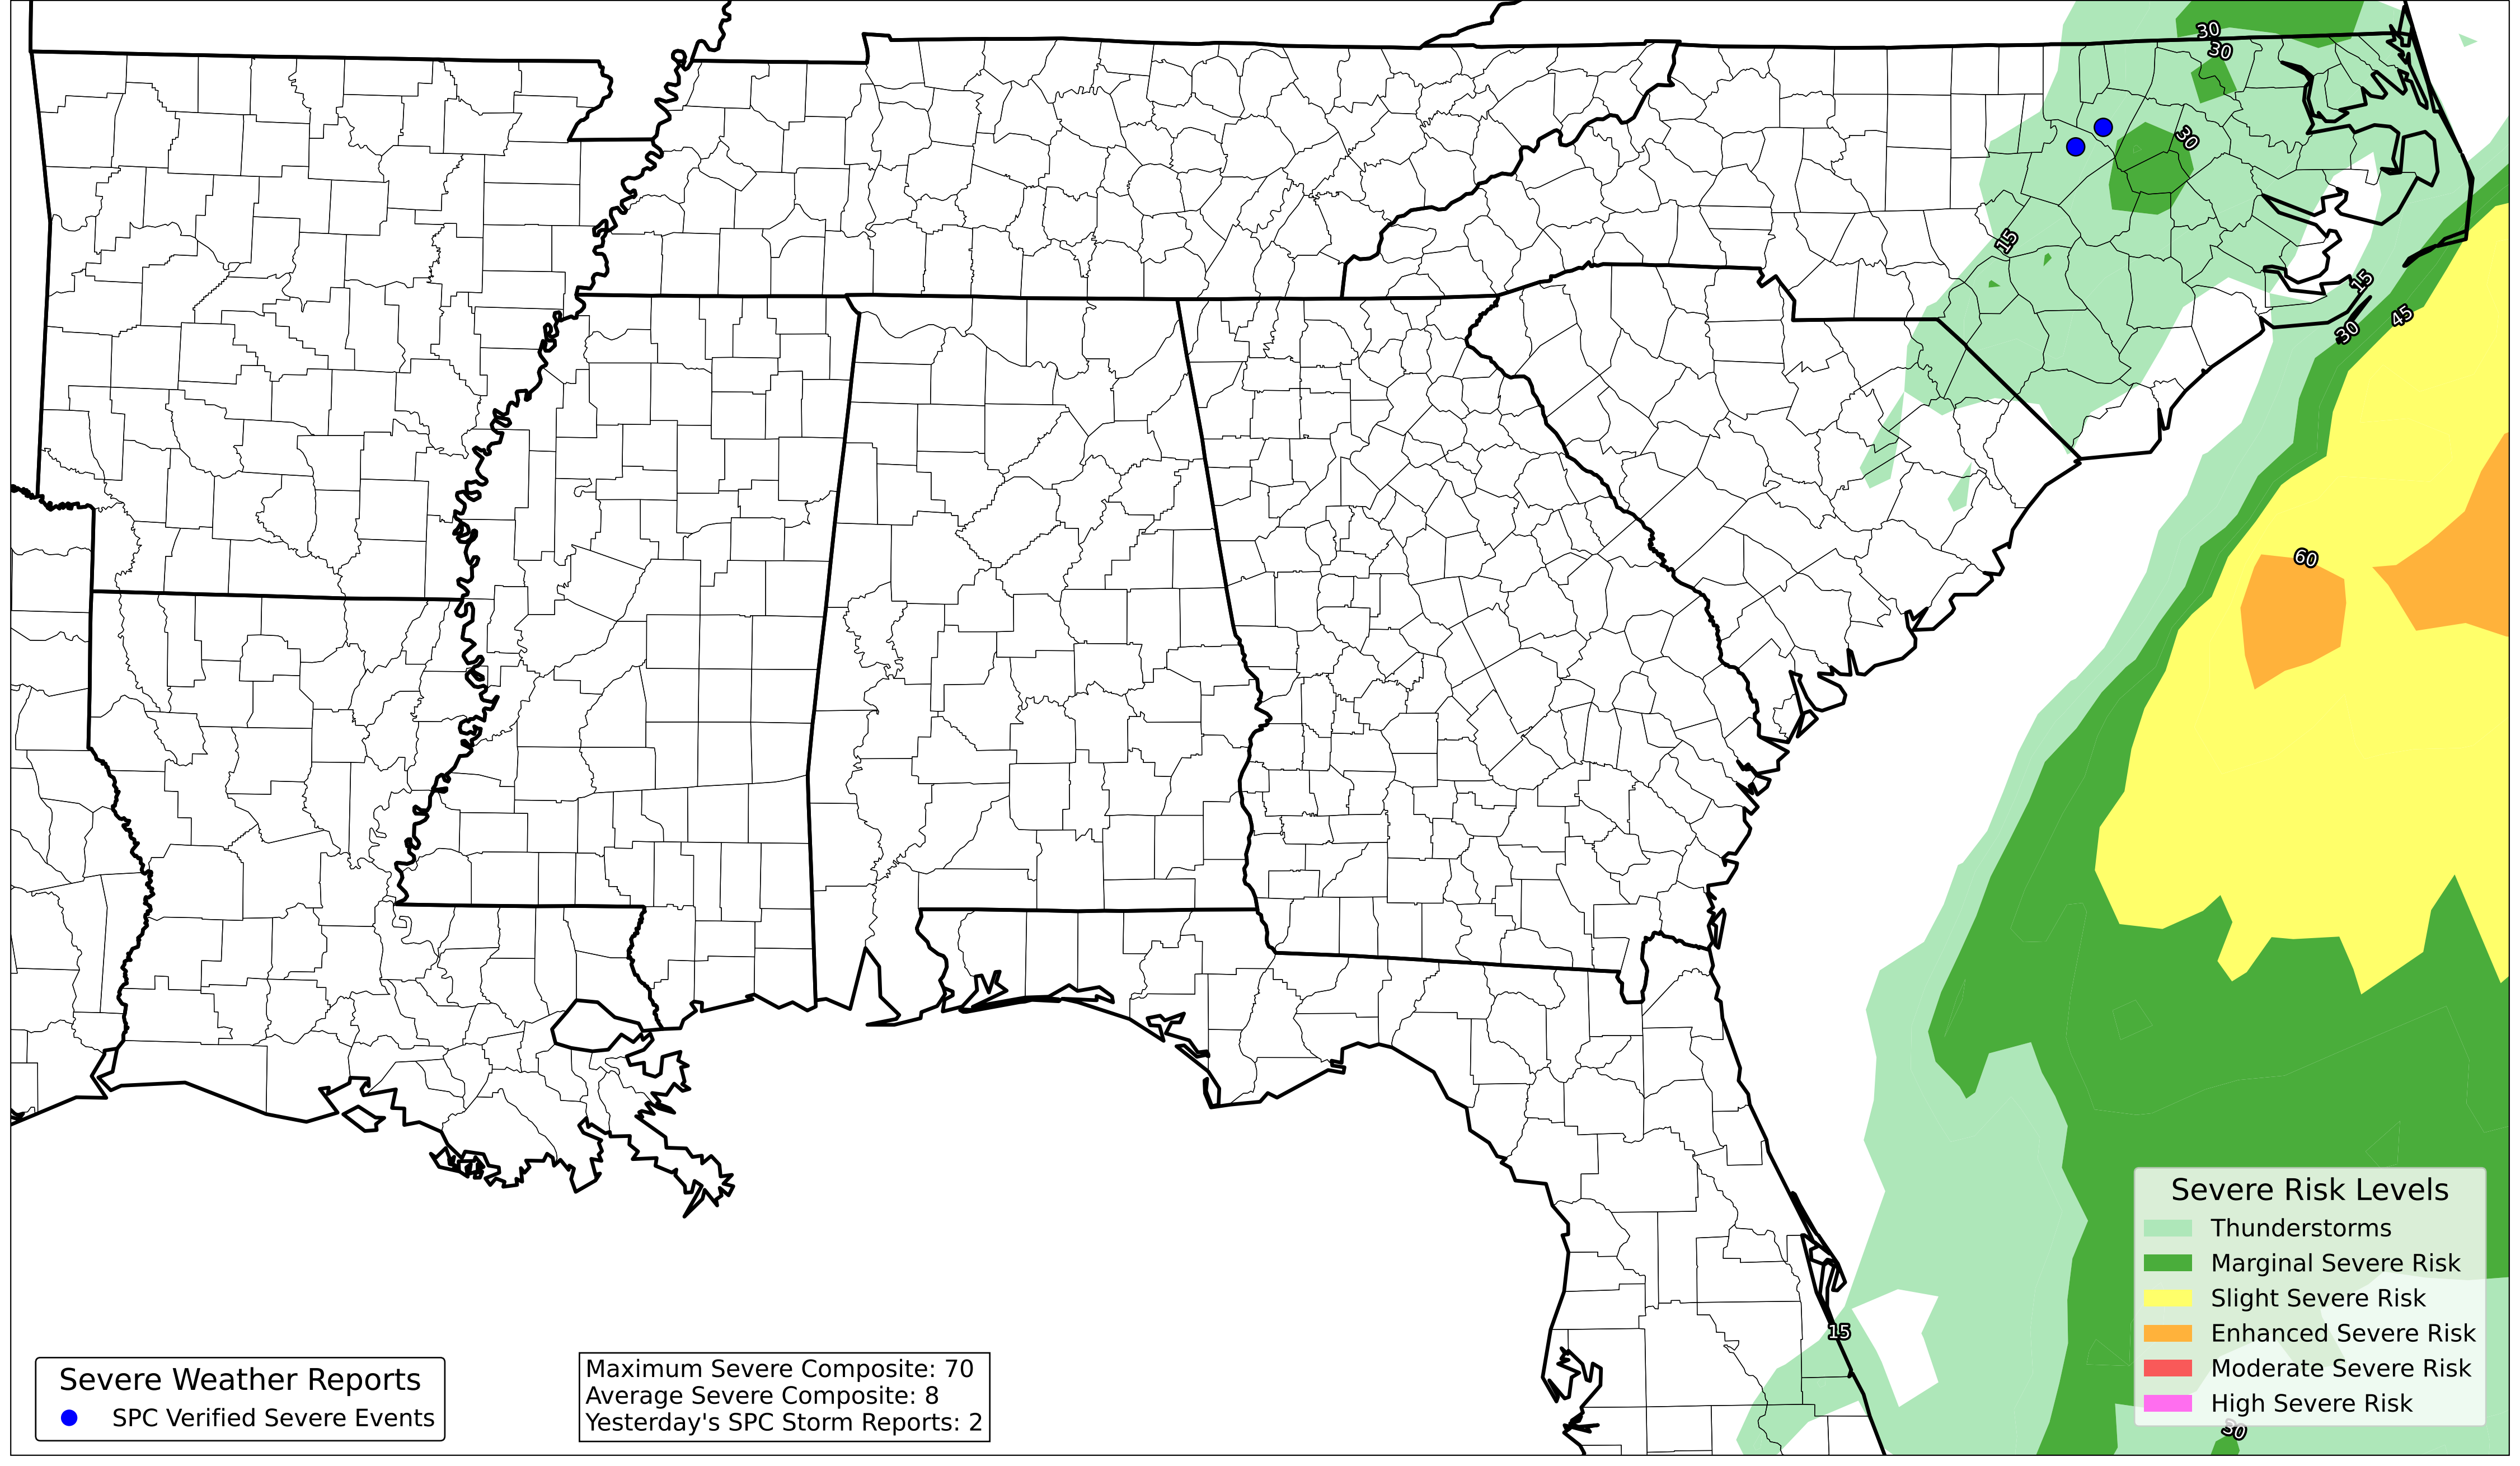 30
30
30
15
15
30
45
60
15
Severe Risk Levels
Thunderstorms
Marginal Severe Risk
Slight Severe Risk
Enhanced Severe Risk
Moderate Severe Risk
High Severe Risk
30
Severe Weather Reports
SPC Verified Severe Events
Maximum Severe Composite: 70
Average Severe Composite: 8
Yesterday's SPC Storm Reports: 2